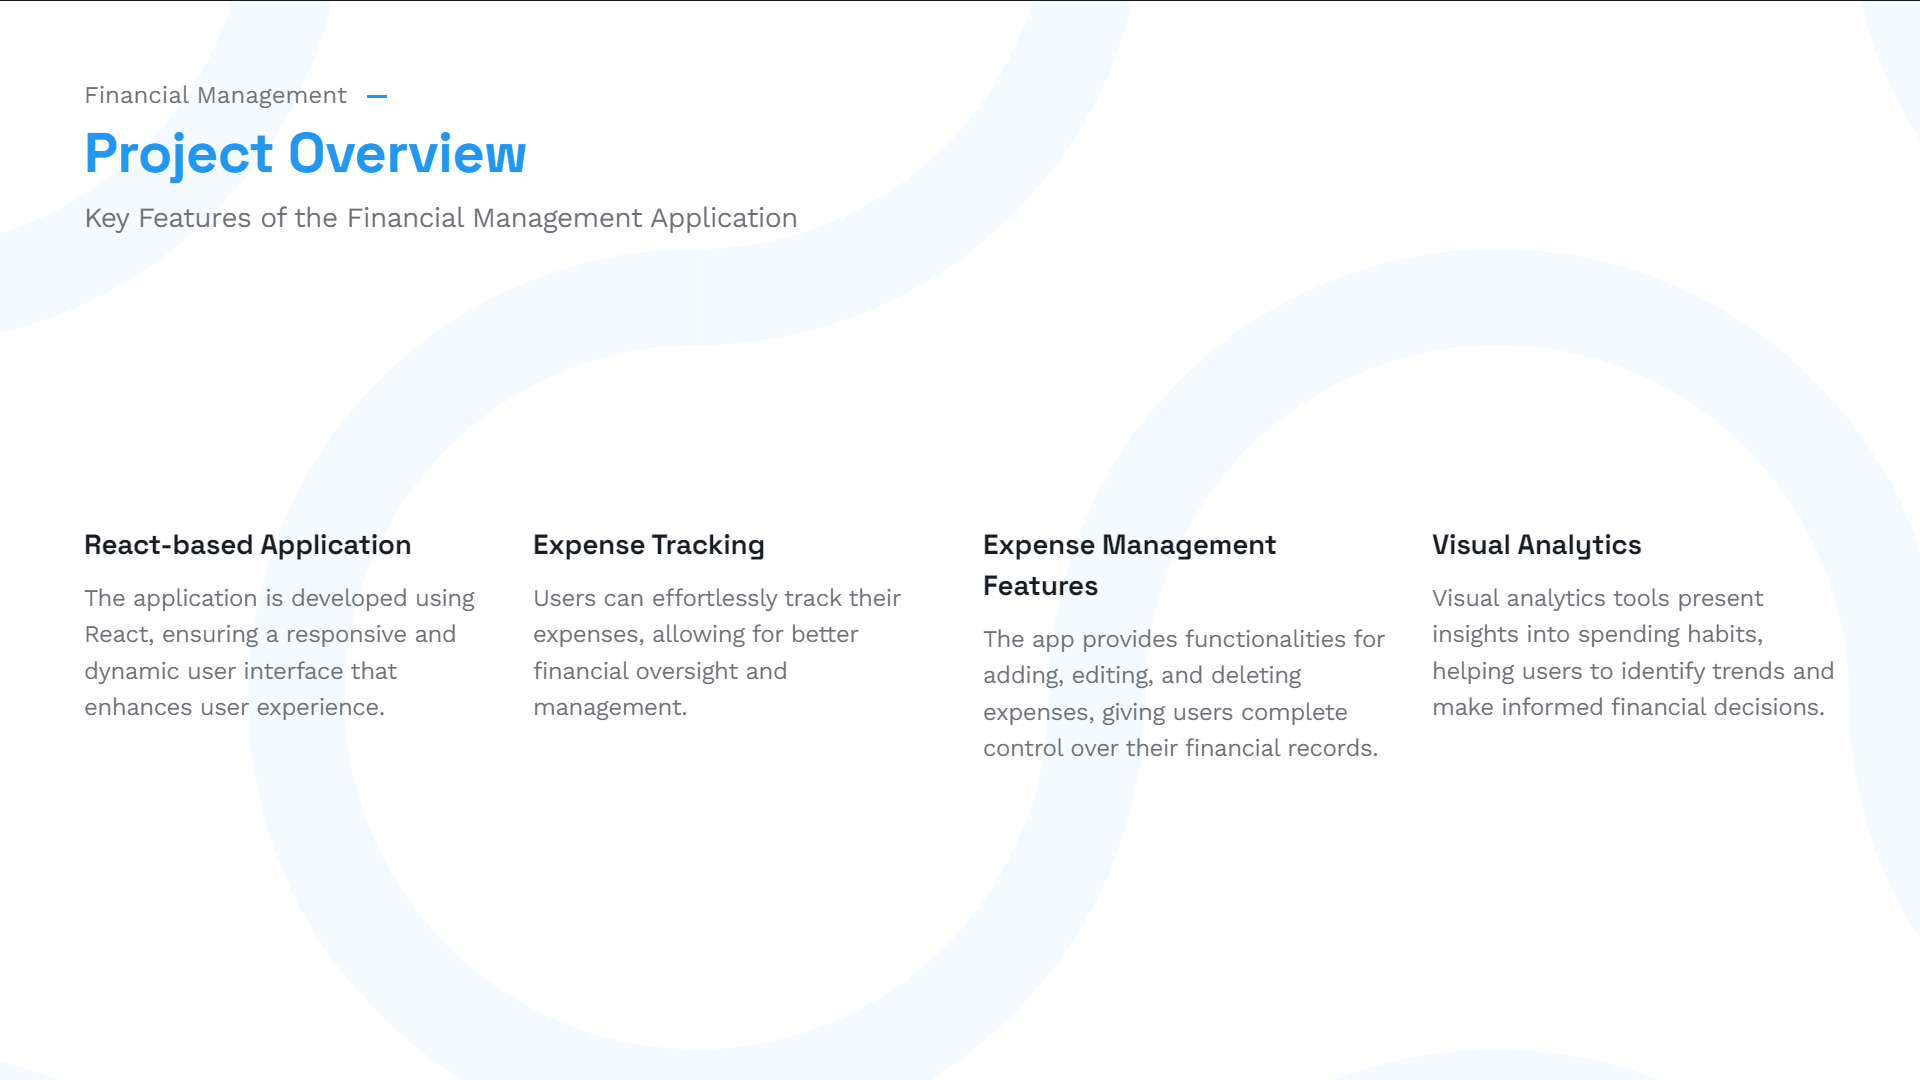 Financial Management
Project Overview
Key Features of the Financial Management Application
React-based Application
The application is developed using
React, ensuring a responsive and
dynamic user interface that
enhances user experience.
Expense Tracking
Users can effortlessly track their
expenses, allowing for better
financial oversight and
management.
Expense Management
Features
The app provides functionalities for
adding, editing, and deleting
expenses, giving users complete
control over their financial records.
Visual Analytics
Visual analytics tools present
insights into spending habits,
helping users to identify trends and
make informed financial decisions.